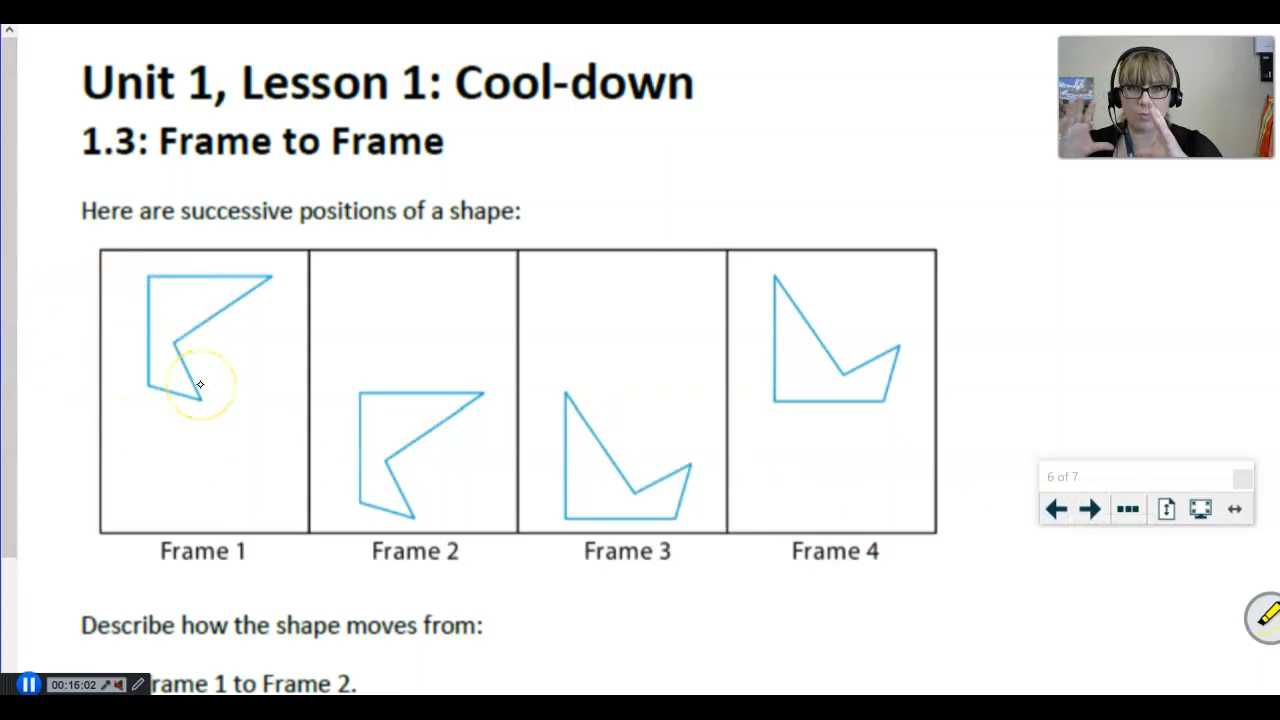 Unit 1, Lesson 1: Cool-down
1.3: Frame to Frame
Here are successive positions of a shape:
Frame 1 Frame 2 Frame 3 Frame 4
6 of 7
Describe how the shape moves from:
rame 1 to Frame 2.
00:16:02